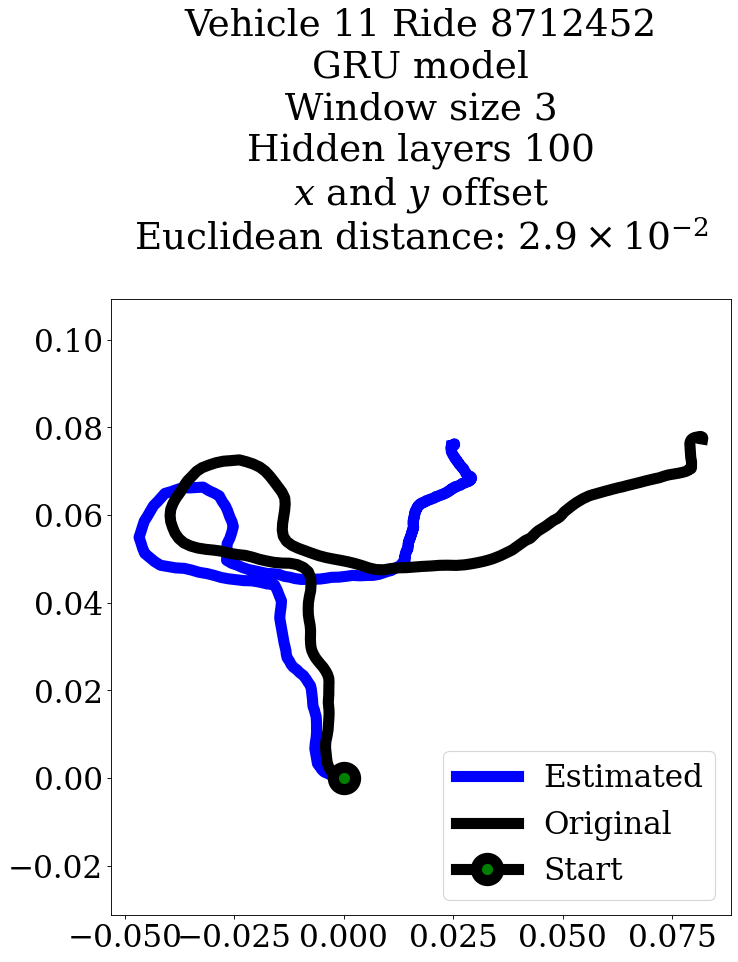 Vehicle 11 Ride 8712452
GRU model
Window size 3
Hidden layers 100
x and y offset
Euclidean distance: 2.9 × 10⁻²
0.10
0.08
0.06
0.04
0.02
0.00
−0.02
Estimated
Original
Start
−0.050 −0.025 0.000 0.025 0.050 0.075